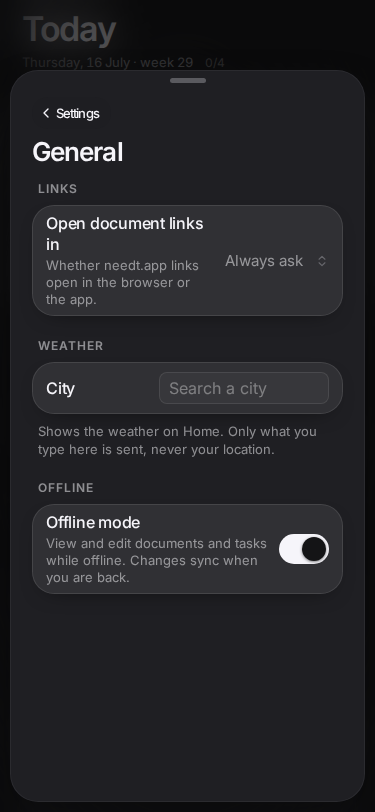 Today
Thursday, 16 July · week 29 0/4
Settings
General
LINKS
Open document links
in
Whether needt.app links
open in the browser or
the app.
Always ask
WEATHER
City
Search a city
Shows the weather on Home. Only what you
type here is sent, never your location.
OFFLINE
Offline mode
View and edit documents and tasks
while offline. Changes sync when
you are back.